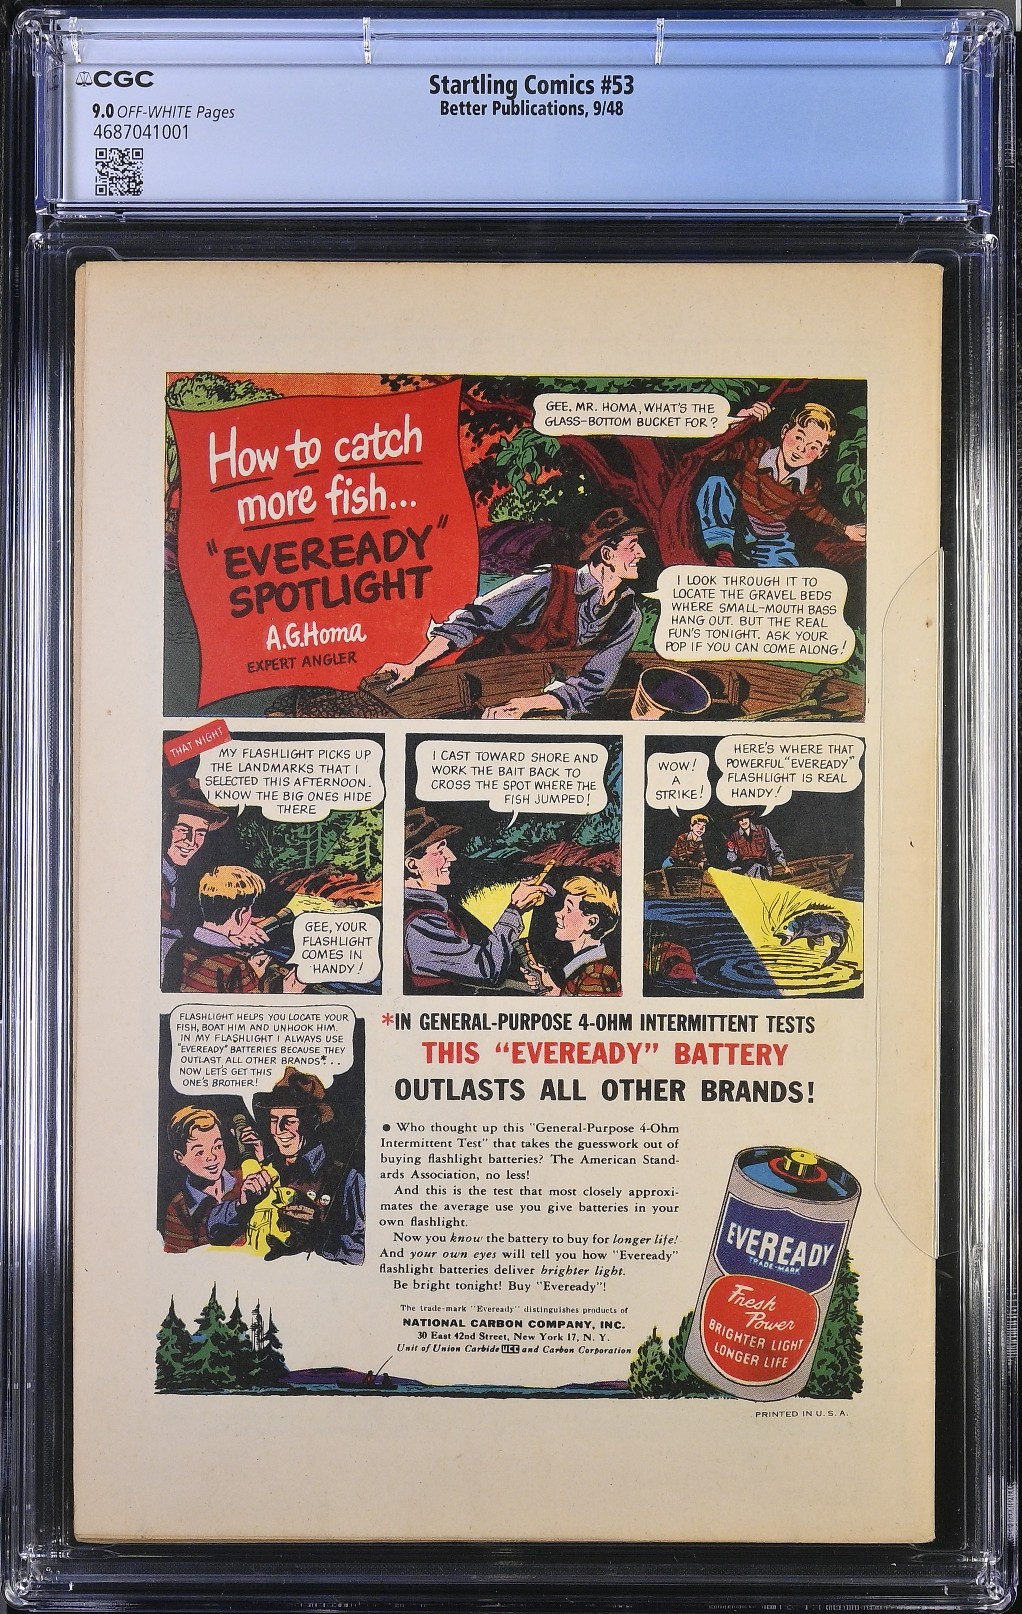 CGC
9.0 OFF-WHITE Pages
4687041001
Startling Comics #53
Better Publications, 9/48
How to catch
more fish...
"EVEREADY"
SPOTLIGHT
A.G.Homa
EXPERT ANGLER
GEE, MR. HOMA, WHAT'S THE
GLASS-BOTTOM BUCKET FOR?
I LOOK THROUGH IT TO
LOCATE THE GRAVEL BEDS
WHERE SMALL-MOUTH BASS
HANG OUT. BUT THE REAL
FUN'S TONIGHT. ASK YOUR
POP IF YOU CAN COME ALONG!
THAT NIGHT
MY FLASHLIGHT PICKS UP
THE LANDMARKS THAT I
SELECTED THIS AFTERNOON.
I KNOW THE BIG ONES HIDE
THERE
GEE, YOUR
FLASHLIGHT
COMES IN
HANDY!
I CAST TOWARD SHORE AND
WORK THE BAIT BACK TO
CROSS THE SPOT WHERE THE
FISH JUMPED!
WOW!
A
STRIKE!
HERE'S WHERE THAT
POWERFUL "EVEREADY"
FLASHLIGHT IS REAL
HANDY!
FLASHLIGHT HELPS YOU LOCATE YOUR
FISH, BOAT HIM AND UNHOOK HIM.
IN MY FLASHLIGHT I ALWAYS USE
"EVEREADY" BATTERIES BECAUSE THEY
OUTLAST ALL OTHER BRANDS*...
NOW LET'S GET THIS
ONE'S BROTHER!
*IN GENERAL-PURPOSE 4-OHM INTERMITTENT TESTS
THIS "EVEREADY" BATTERY
OUTLASTS ALL OTHER BRANDS!
● Who thought up this "General-Purpose 4-Ohm
Intermittent Test" that takes the guesswork out of
buying flashlight batteries? The American Stand-
ards Association, no less!
And this is the test that most closely approxi-
mates the average use you give batteries in your
own flashlight.
Now you know the battery to buy for longer life!
And your own eyes will tell you how "Eveready"
flashlight batteries deliver brighter light.
Be bright tonight! Buy "Eveready"!
The trade-mark "Eveready" distinguishes products of
NATIONAL CARBON COMPANY, INC.
30 East 42nd Street, New York 17, N. Y.
Unit of Union Carbide UCC and Carbon Corporation
EVEREADY
TRADE-MARK
Fresh
Power
BRIGHTER LIGHT
LONGER LIFE
PRINTED IN U. S. A.